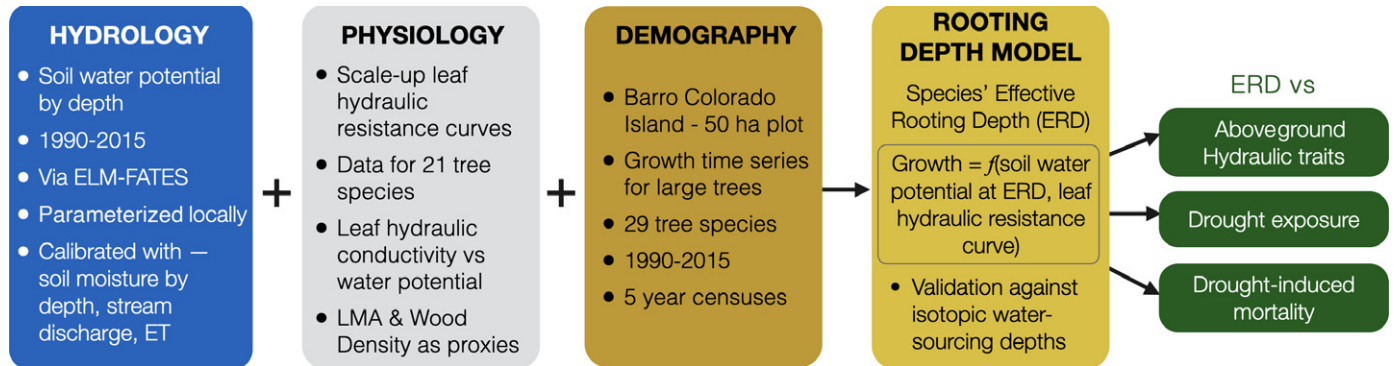 HYDROLOGY
• Soil water potential
by depth
• 1990-2015
• Via ELM-FATES
• Parameterized locally
• Calibrated with —
soil moisture by
depth, stream
discharge, ET
+
PHYSIOLOGY
• Scale-up leaf
hydraulic
resistance curves
• Data for 21 tree
species
• Leaf hydraulic
conductivity vs
water potential
• LMA & Wood
Density as proxies
+
DEMOGRAPHY
• Barro Colorado
Island - 50 ha plot
• Growth time series
for large trees
• 29 tree species
• 1990-2015
• 5 year censuses
ROOTING
DEPTH MODEL
Species' Effective
Rooting Depth (ERD)
Growth = f(soil water
potential at ERD, leaf
hydraulic resistance
curve)
• Validation against
isotopic water-
sourcing depths
ERD vs
Aboveground
Hydraulic traits
Drought exposure
Drought-induced
mortality